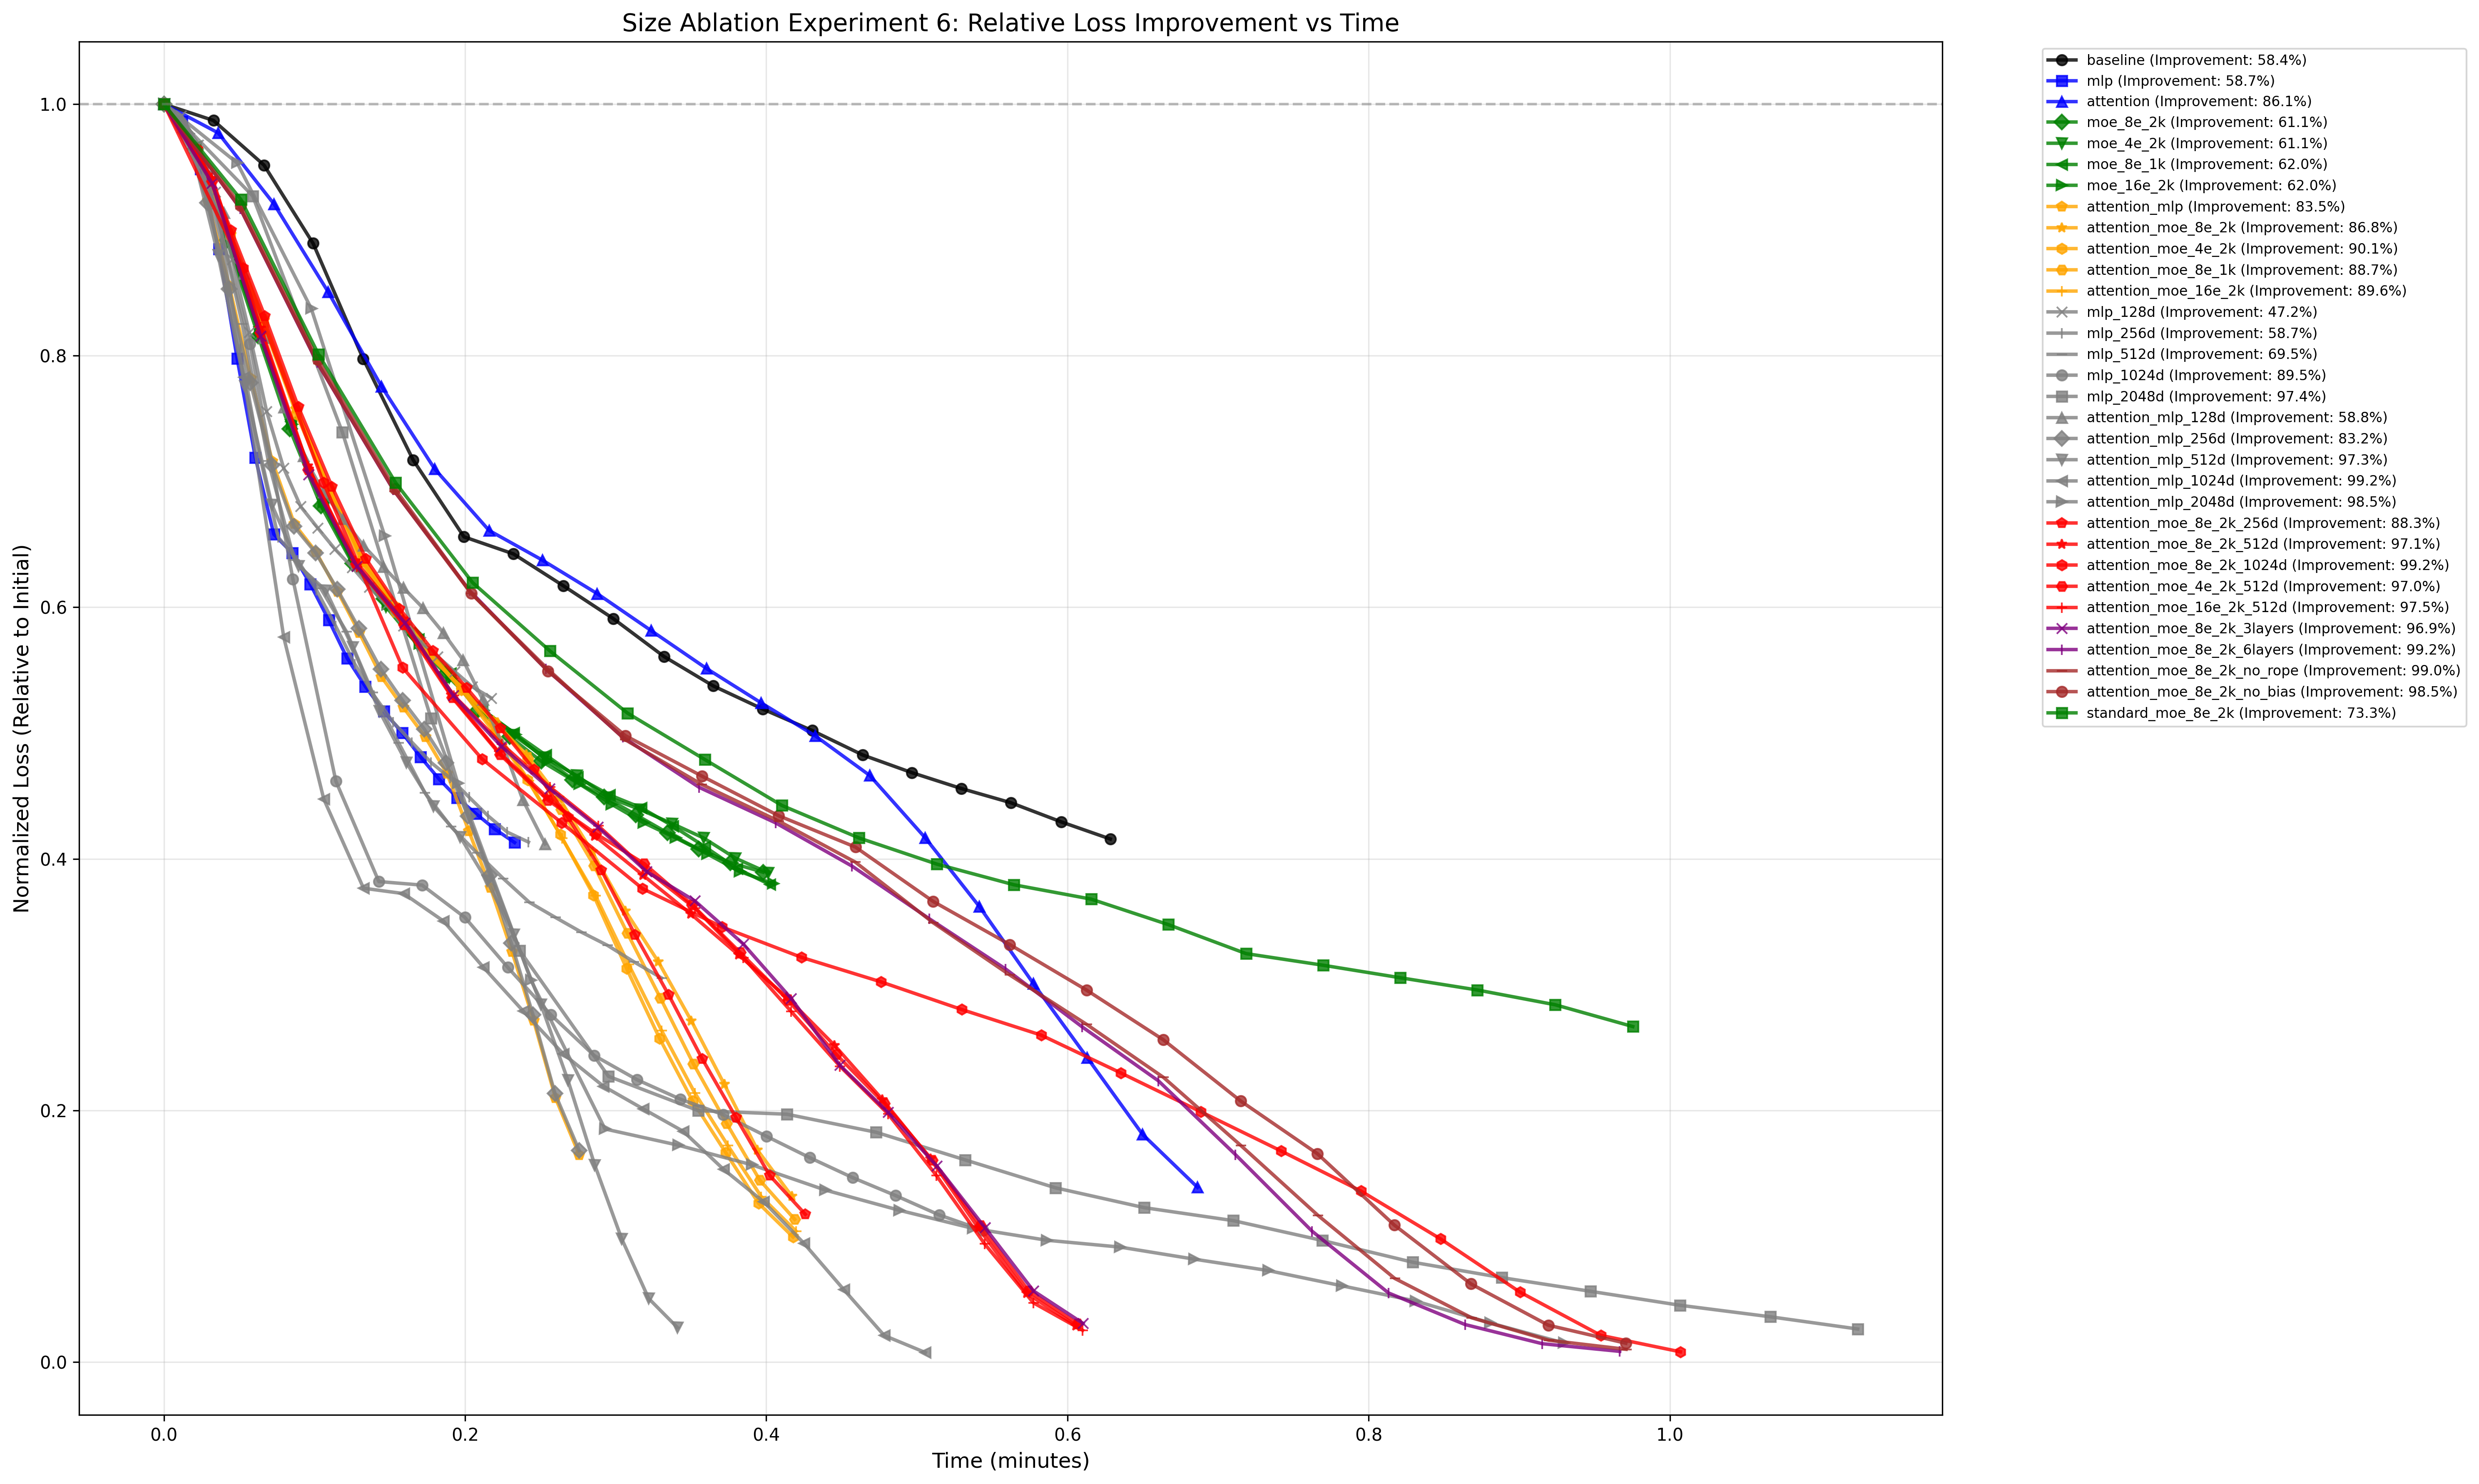 Size Ablation Experiment 6: Relative Loss Improvement vs Time
Normalized Loss (Relative to Initial)
1.0
0.8
0.6
0.4
0.2
0.0
0.0
0.2
0.4
0.6
0.8
1.0
Time (minutes)
baseline (Improvement: 58.4%)
mlp (Improvement: 58.7%)
attention (Improvement: 86.1%)
moe_8e_2k (Improvement: 61.1%)
moe_4e_2k (Improvement: 61.1%)
moe_8e_1k (Improvement: 62.0%)
moe_16e_2k (Improvement: 62.0%)
attention_mlp (Improvement: 83.5%)
attention_moe_8e_2k (Improvement: 86.8%)
attention_moe_4e_2k (Improvement: 90.1%)
attention_moe_8e_1k (Improvement: 88.7%)
attention_moe_16e_2k (Improvement: 89.6%)
mlp_128d (Improvement: 47.2%)
mlp_256d (Improvement: 58.7%)
mlp_512d (Improvement: 69.5%)
mlp_1024d (Improvement: 89.5%)
mlp_2048d (Improvement: 97.4%)
attention_mlp_128d (Improvement: 58.8%)
attention_mlp_256d (Improvement: 83.2%)
attention_mlp_512d (Improvement: 97.3%)
attention_mlp_1024d (Improvement: 99.2%)
attention_mlp_2048d (Improvement: 98.5%)
attention_moe_8e_2k_256d (Improvement: 88.3%)
attention_moe_8e_2k_512d (Improvement: 97.1%)
attention_moe_8e_2k_1024d (Improvement: 99.2%)
attention_moe_4e_2k_512d (Improvement: 97.0%)
attention_moe_16e_2k_512d (Improvement: 97.5%)
attention_moe_8e_2k_3layers (Improvement: 96.9%)
attention_moe_8e_2k_6layers (Improvement: 99.2%)
attention_moe_8e_2k_no_rope (Improvement: 99.0%)
attention_moe_8e_2k_no_bias (Improvement: 98.5%)
standard_moe_8e_2k (Improvement: 73.3%)